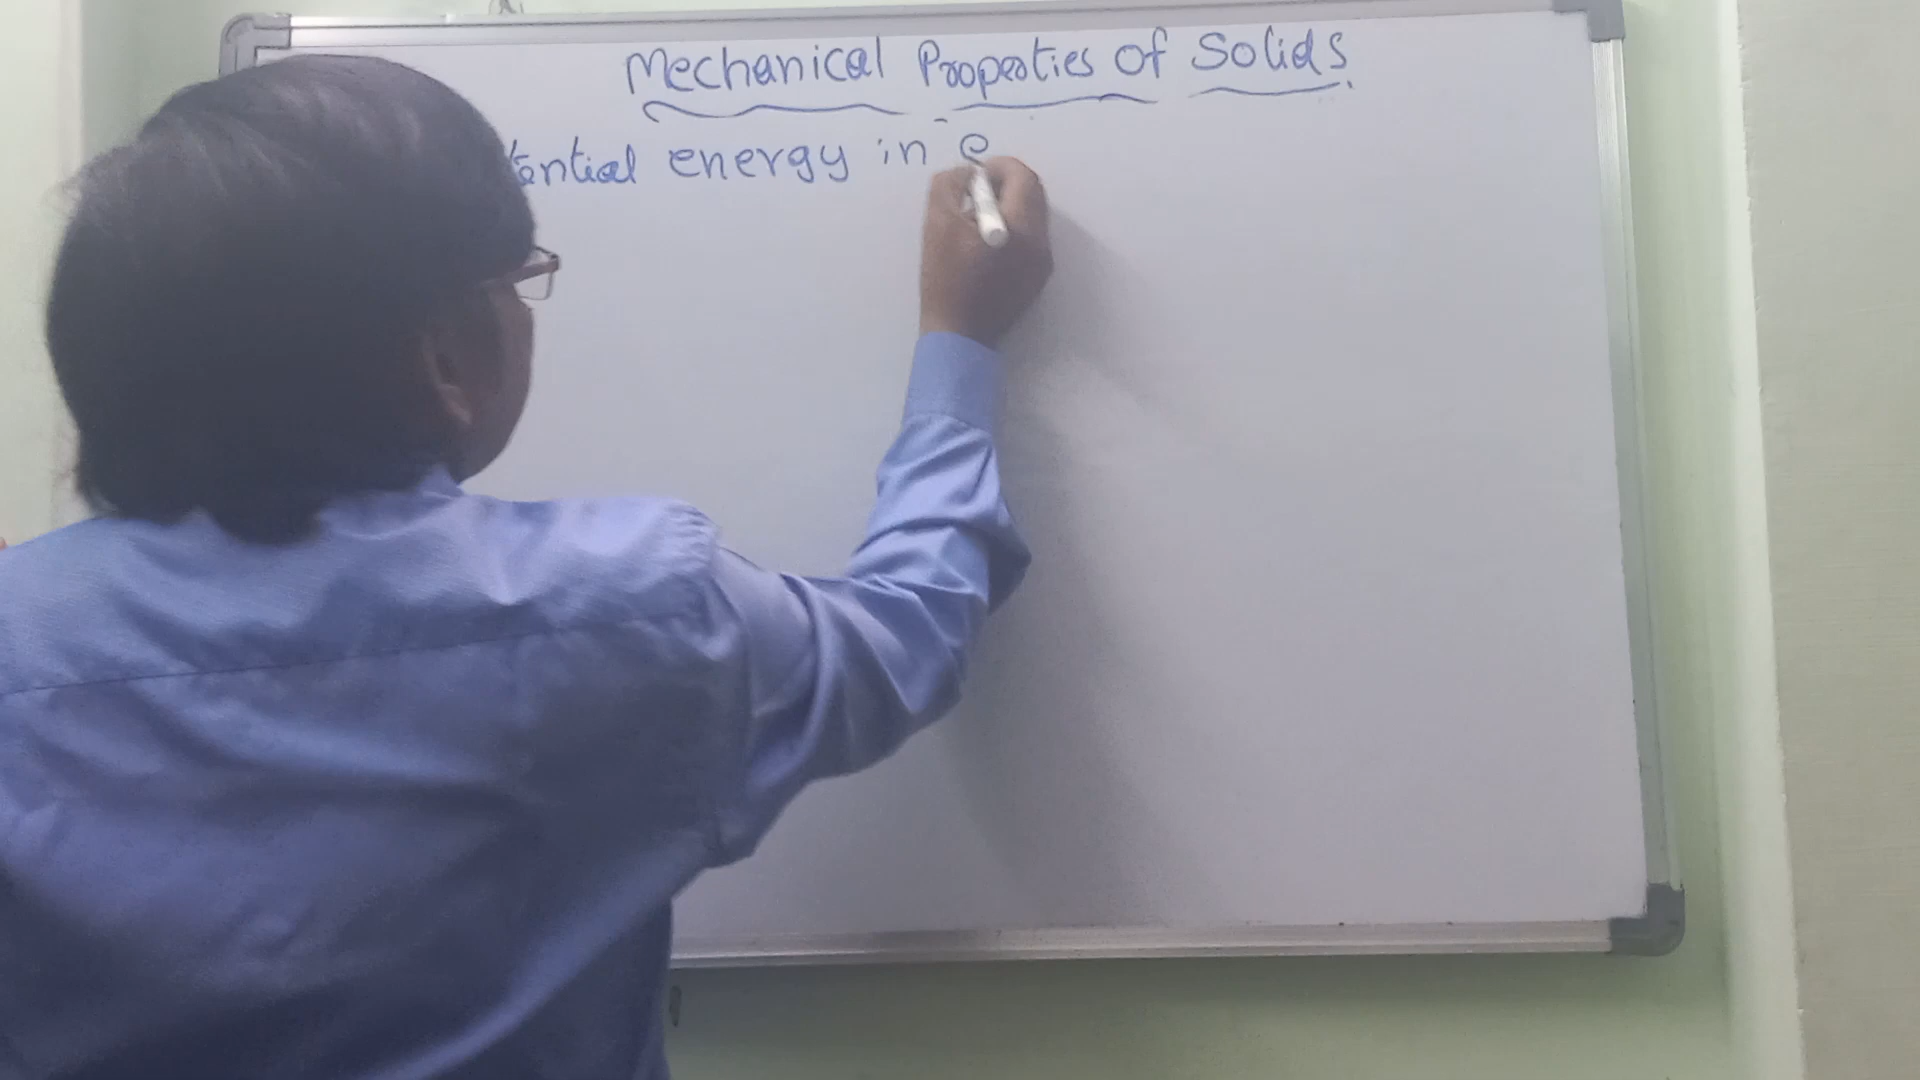 Mechanical Properties of Solids.
tential energy in e